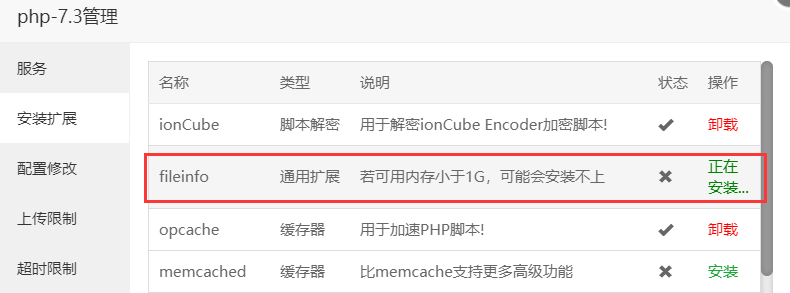 php-7.3管理
服务
安装扩展
配置修改
上传限制
超时限制
名称 类型 说明 状态 操作
ionCube 脚本解密 用于解密ionCube Encoder加密脚本! 卸载
fileinfo 通用扩展 若可用内存小于1G，可能会安装不上 正在
安装...
opcache 缓存器 用于加速PHP脚本! 卸载
memcached 缓存器 比memcache支持更多高级功能 安装